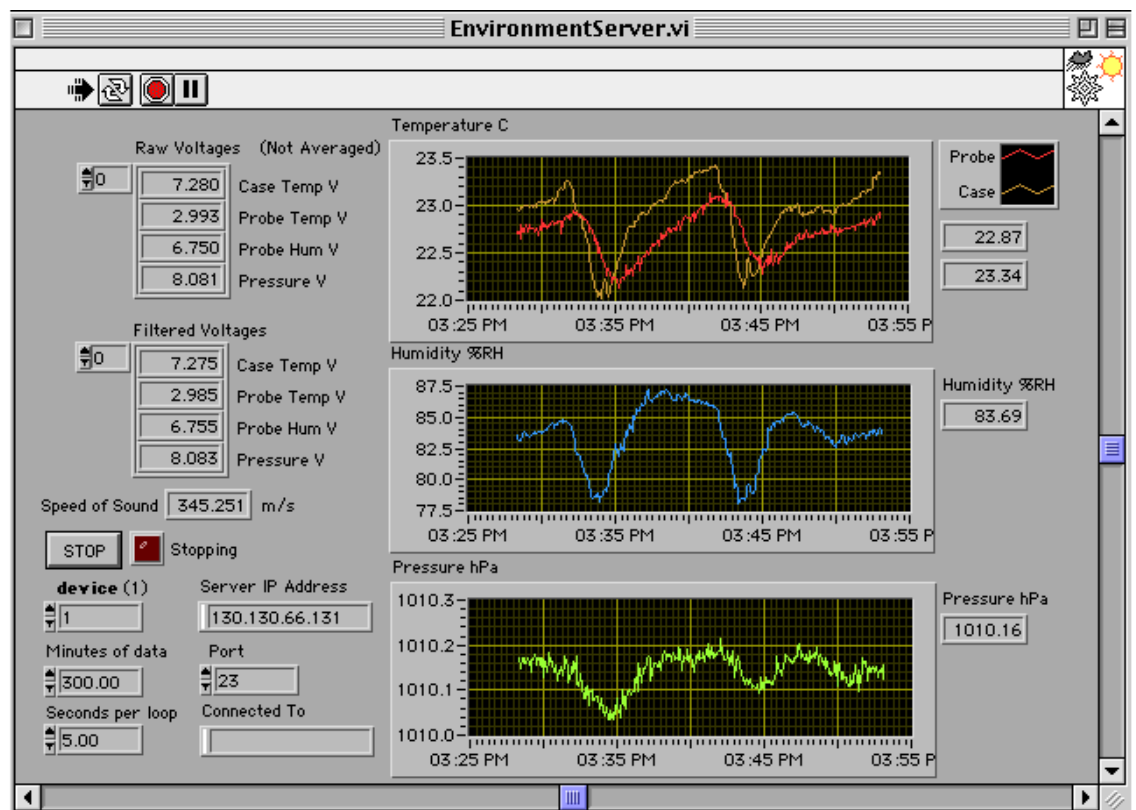 EnvironmentServer.vi
Raw Voltages (Not Averaged)
0
7.280 Case Temp V
2.993 Probe Temp V
6.750 Probe Hum V
8.081 Pressure V
Filtered Voltages
0
7.275 Case Temp V
2.985 Probe Temp V
6.755 Probe Hum V
8.083 Pressure V
Speed of Sound 345.251 m/s
STOP Stopping
device (1) Server IP Address
1 130.130.66.131
Minutes of data Port
300.00 23
Seconds per loop Connected To
5.00
Temperature C
23.5
23.0
22.5
22.0
03:25 PM 03:35 PM 03:45 PM 03:55 P
Probe
Case
22.87
23.34
Humidity %RH
87.5
85.0
82.5
80.0
77.5
03:25 PM 03:35 PM 03:45 PM 03:55 P
Humidity %RH
83.69
Pressure hPa
1010.3
1010.2
1010.1
1010.0
03:25 PM 03:35 PM 03:45 PM 03:55 P
Pressure hPa
1010.16